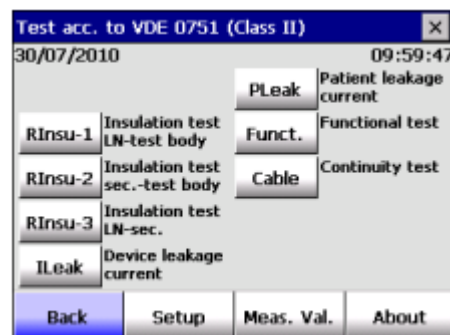 Test acc. to VDE 0751 (Class II)
×
30/07/2010
09:59:47
PLeak
Patient leakage
current
RInsu-1
Insulation test
LN-test body
Funct.
Functional test
RInsu-2
Insulation test
sec.-test body
Cable
Continuity test
RInsu-3
Insulation test
LN-sec.
ILeak
Device leakage
current
Back
Setup
Meas. Val.
About